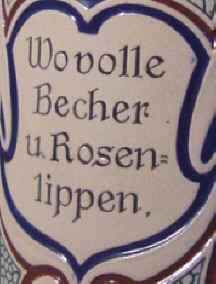 Wo volle
Becher
u. Rosen=
lippen.